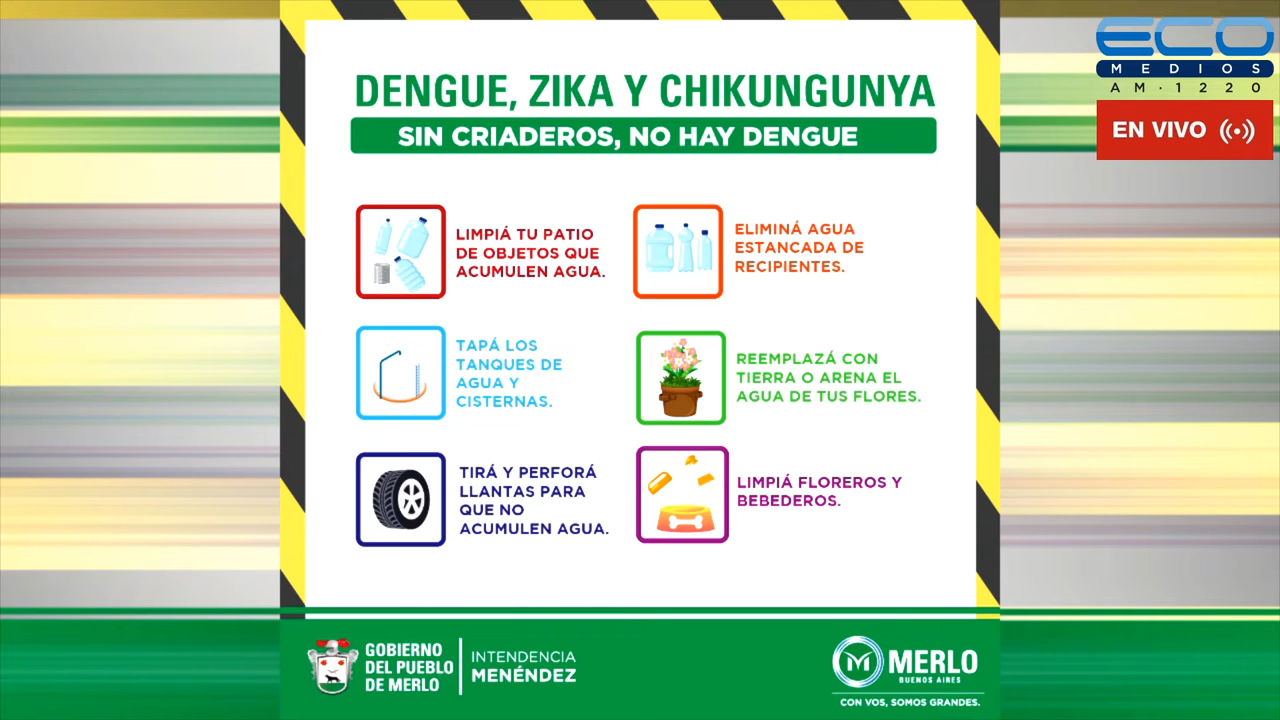 ECO
MEDIOS
AM·1220
EN VIVO
DENGUE, ZIKA Y CHIKUNGUNYA
SIN CRIADEROS, NO HAY DENGUE
LIMPIÁ TU PATIO
DE OBJETOS QUE
ACUMULEN AGUA.
ELIMINÁ AGUA
ESTANCADA DE
RECIPIENTES.
TAPÁ LOS
TANQUES DE
AGUA Y
CISTERNAS.
REEMPLAZÁ CON
TIERRA O ARENA EL
AGUA DE TUS FLORES.
TIRÁ Y PERFORÁ
LLANTAS PARA
QUE NO
ACUMULEN AGUA.
LIMPIÁ FLOREROS Y
BEBEDEROS.
GOBIERNO
DEL PUEBLO
DE MERLO
INTENDENCIA
MENÉNDEZ
MERLO
BUENOS AIRES
CON VOS, SOMOS GRANDES.